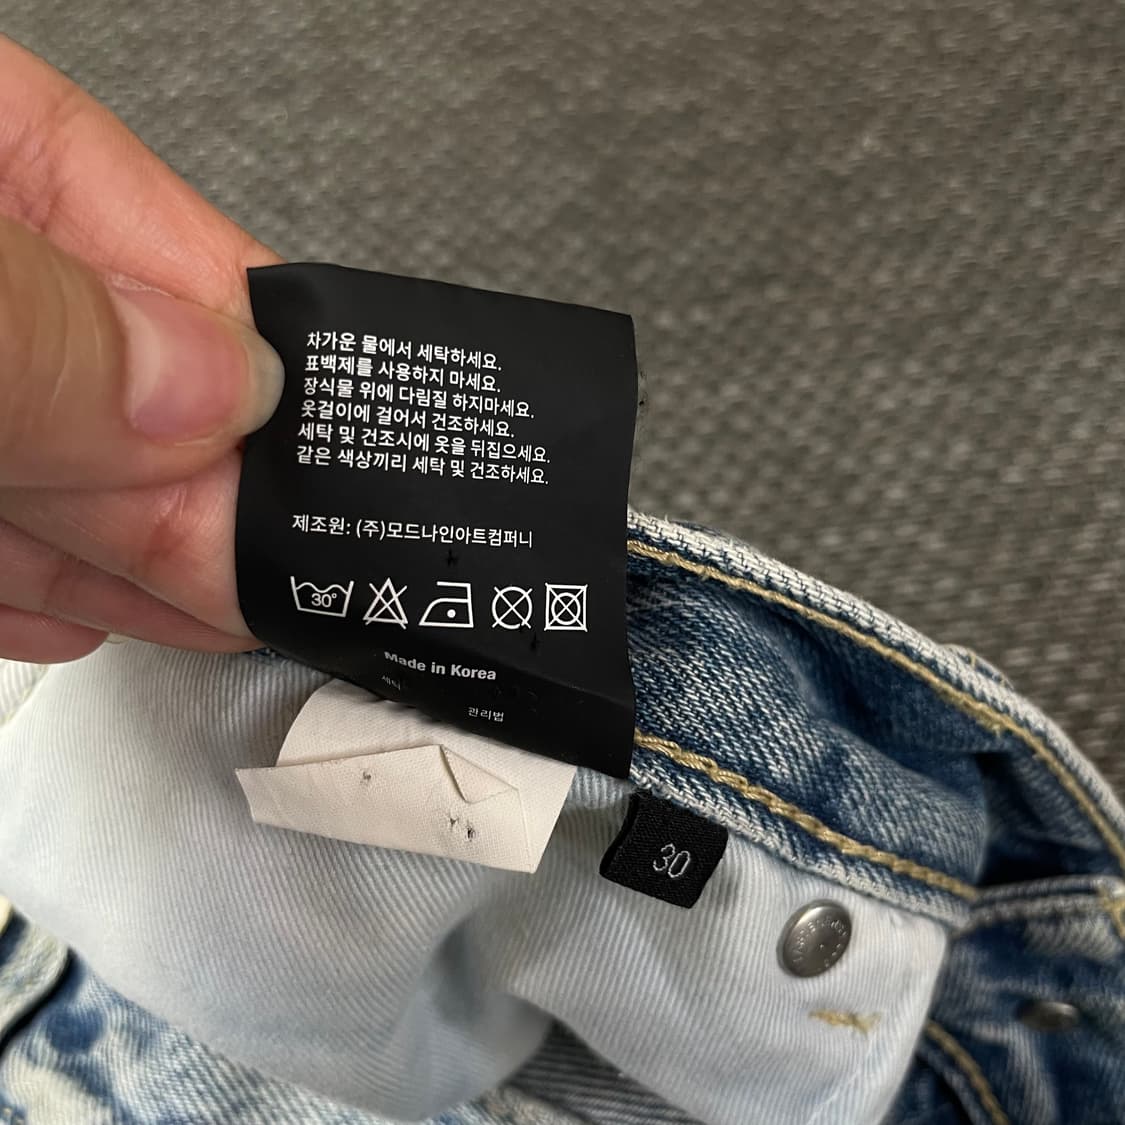 차가운 물에서 세탁하세요.
표백제를 사용하지 마세요.
장식물 위에 다림질 하지마세요.
옷걸이에 걸어서 건조하세요.
세탁 및 건조시에 옷을 뒤집으세요.
같은 색상끼리 세탁 및 건조하세요.
제조원: (주)모드나인아트컴퍼니
30°
Made in Korea
세탁
관리법
30